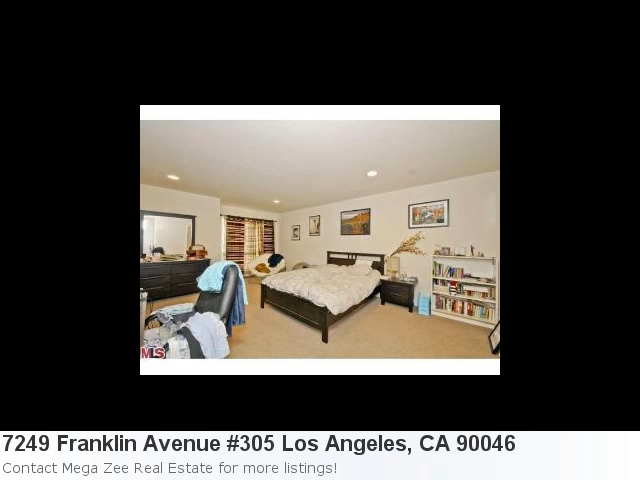 MLS
7249 Franklin Avenue #305 Los Angeles, CA 90046
Contact Mega Zee Real Estate for more listings!